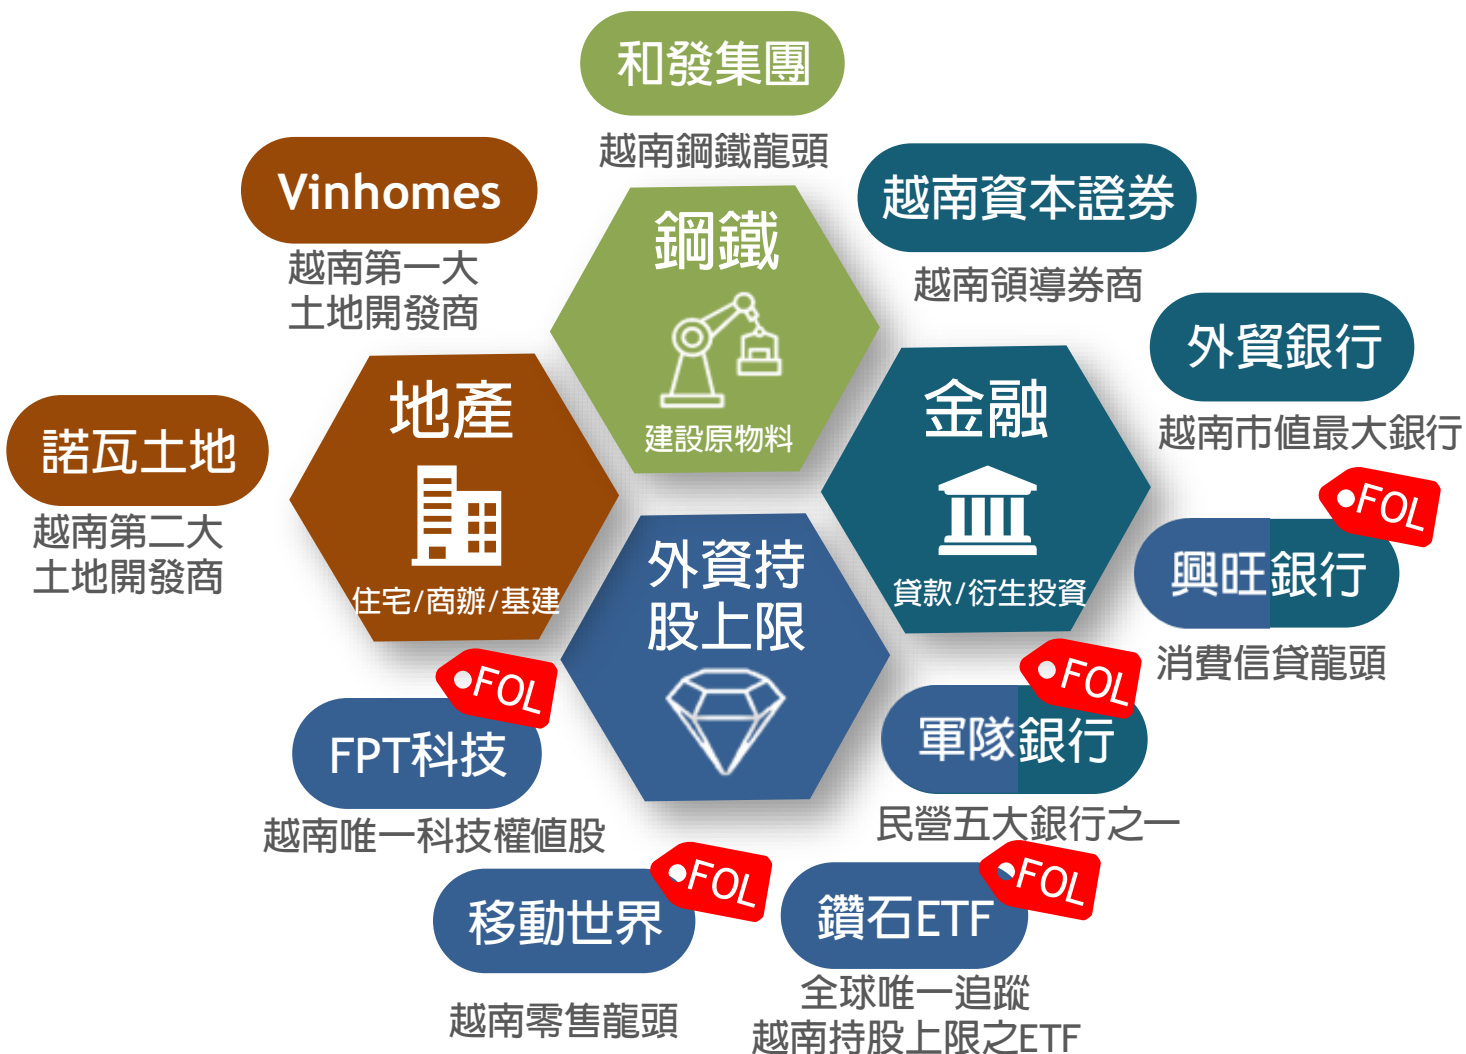 和發集團
越南鋼鐵龍頭
Vinhomes
越南第一大
土地開發商
越南資本證券
越南領導券商
鋼鐵
建設原物料
外貿銀行
越南市值最大銀行
地產
住宅/商辦/基建
金融
貸款/衍生投資
諾瓦土地
越南第二大
土地開發商
FOL
興旺銀行
消費信貸龍頭
外資持
股上限
FOL
FPT科技
越南唯一科技權值股
FOL
軍隊銀行
民營五大銀行之一
FOL
移動世界
越南零售龍頭
FOL
鑽石ETF
全球唯一追蹤
越南持股上限之ETF